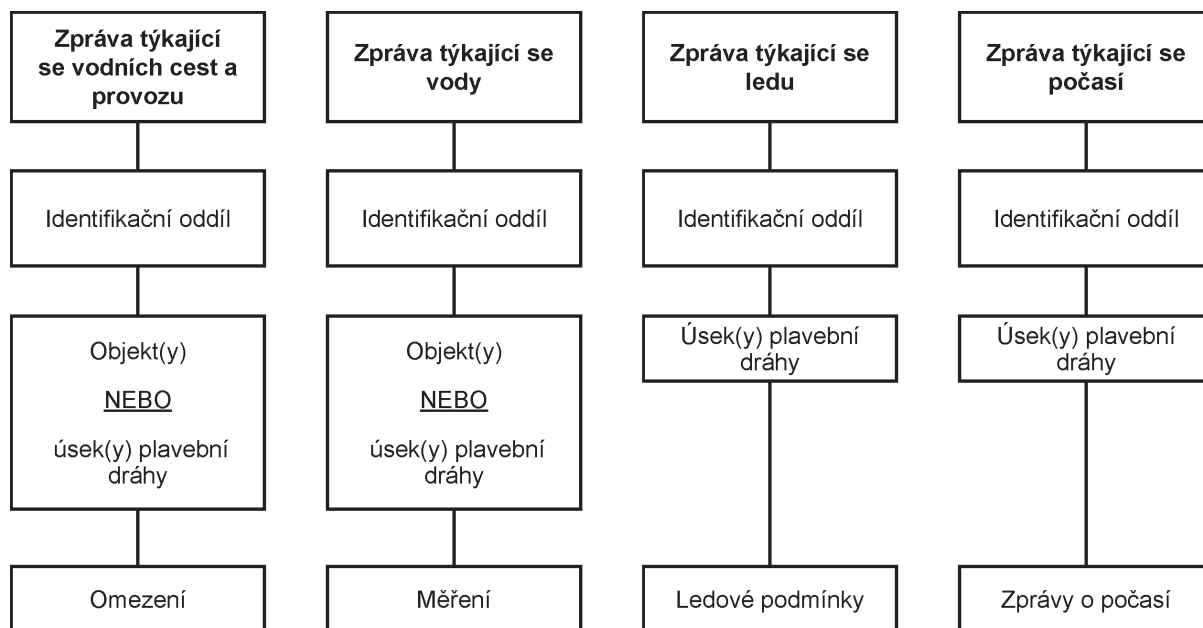 Zpráva týkající
se vodních cest a
provozu
Zpráva týkající se
vody
Zpráva týkající se
ledu
Zpráva týkající se
počasí
Identifikační oddíl
Identifikační oddíl
Identifikační oddíl
Identifikační oddíl
Objekt(y)
NEBO
úsek(y) plavební
dráhy
Objekt(y)
NEBO
úsek(y) plavební
dráhy
Úsek(y) plavební
dráhy
Úsek(y) plavební
dráhy
Omezení
Měření
Ledové podmínky
Zprávy o počasí